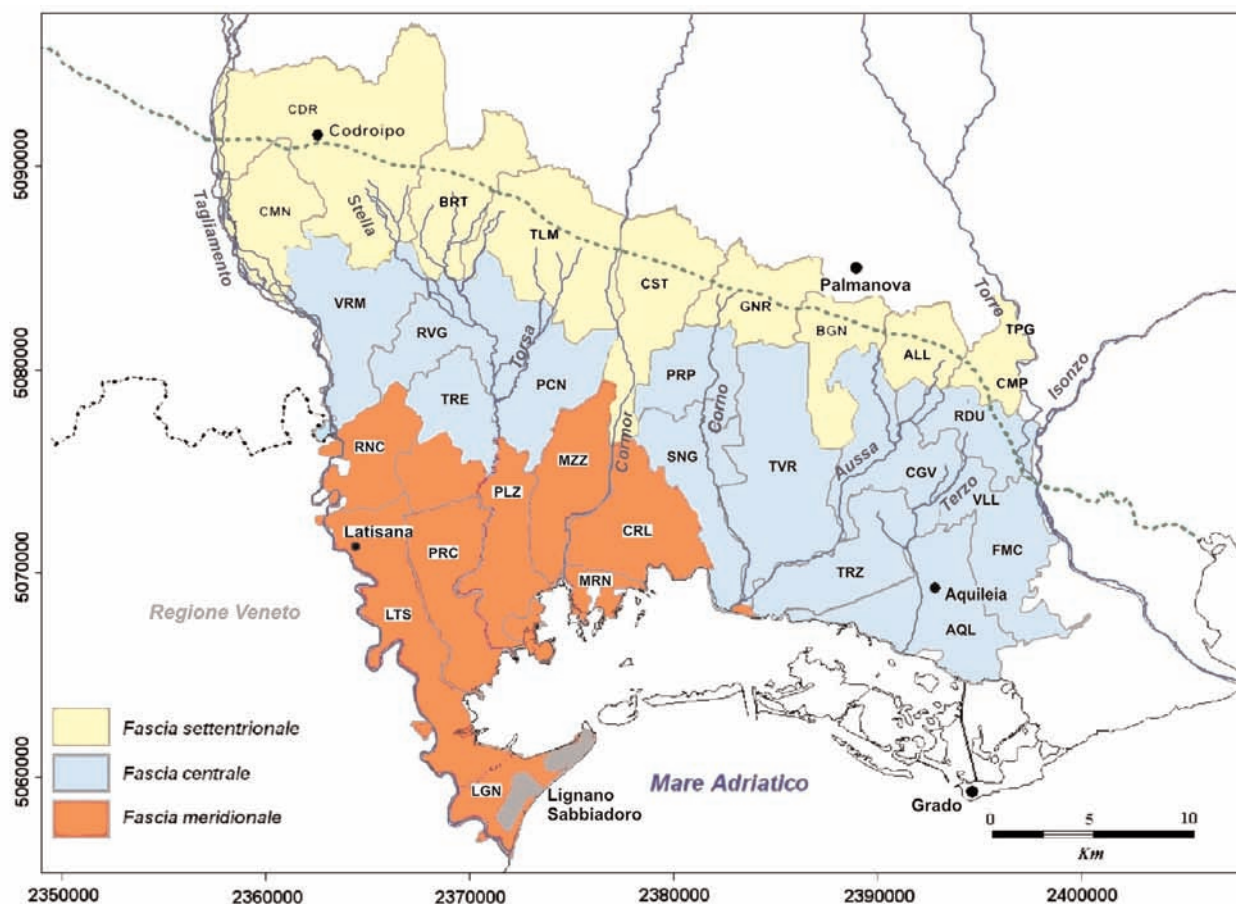 5090000
5080000
5070000
5060000
CDR
Codroipo
CMN
Tagliamento
Stella
BRT
TLM
CST
GNR
Palmanova
BGN
ALL
Torre
TPG
CMP
Isonzo
VRM
RVG
Torsa
TRE
PCN
PRP
Corno
RDU
RNC
MZZ
Cormor
SNG
TVR
Aussa
CGV
Terzo
VLL
PLZ
Latisana
PRC
CRL
FMC
MRN
TRZ
Aquileia
Regione Veneto
LTS
AQL
Fascia settentrionale
Fascia centrale
Fascia meridionale
LGN
Lignano
Sabbiadoro
Mare Adriatico
Grado
0 5 10
Km
2350000 2360000 2370000 2380000 2390000 2400000